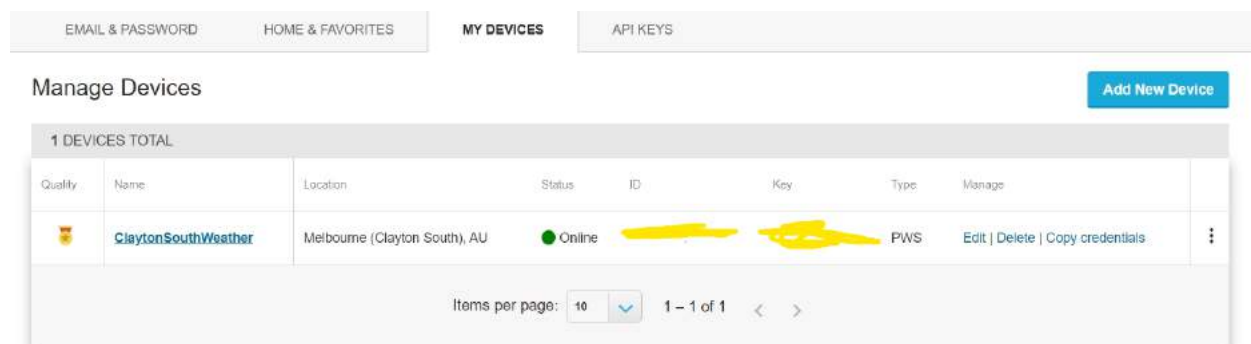 EMAIL & PASSWORD HOME & FAVORITES MY DEVICES API KEYS
Manage Devices Add New Device
1 DEVICES TOTAL
Quality Name Location Status ID Key Type Manage
ClaytonSouthWeather Melbourne (Clayton South), AU Online PWS Edit | Delete | Copy credentials
Items per page: 10 1 – 1 of 1